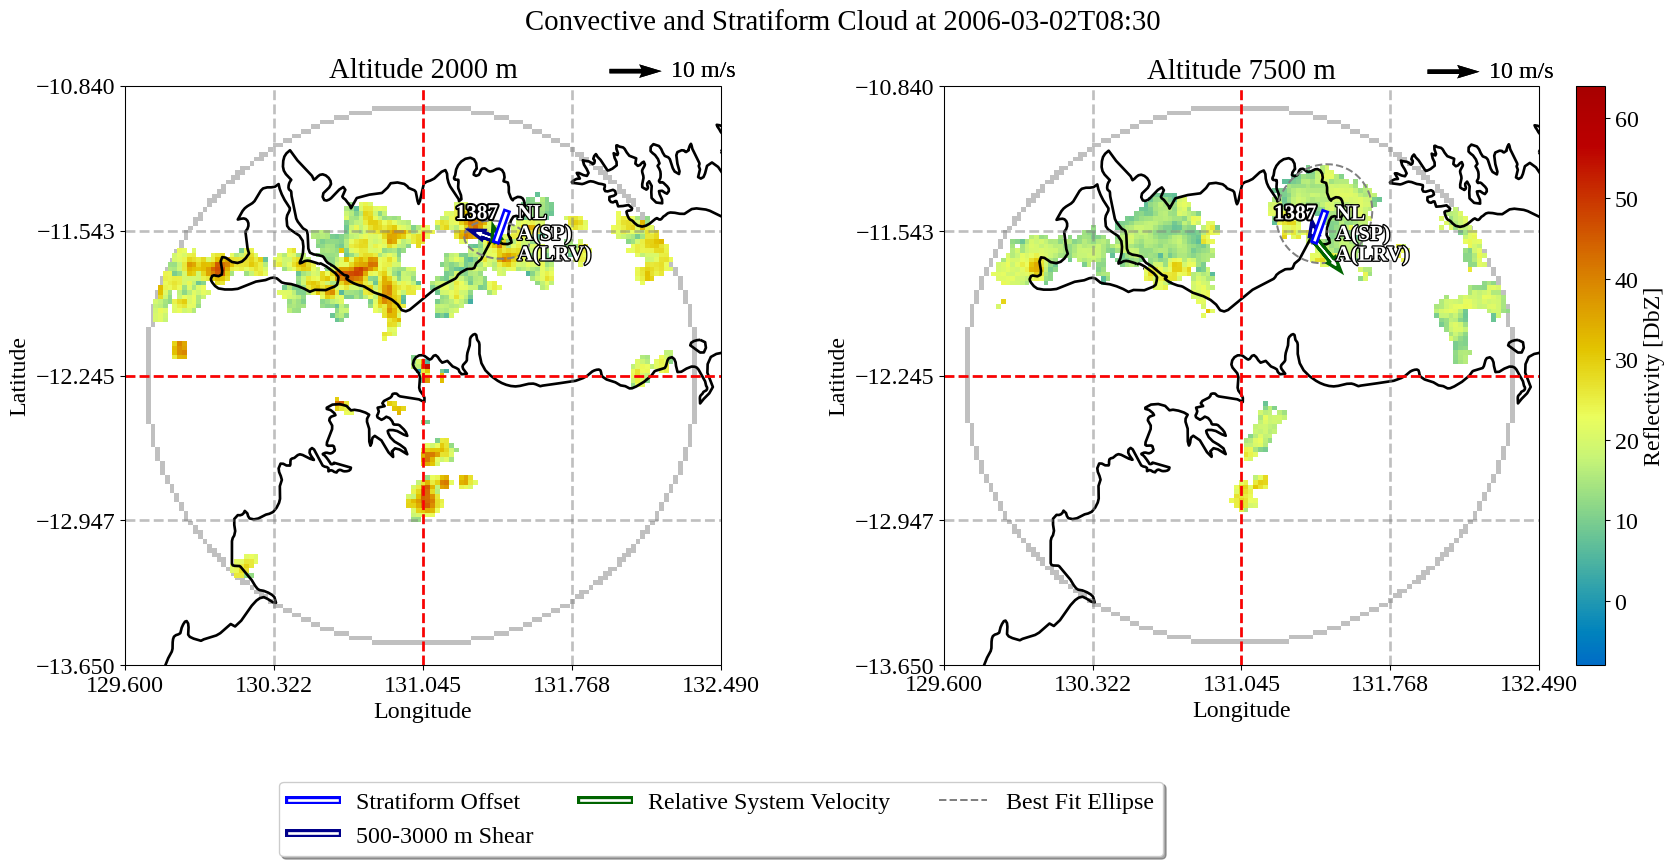 Convective and Stratiform Cloud at 2006-03-02T08:30
Altitude 2000 m
10 m/s
−10.840
−11.543
−12.245
−12.947
−13.650
129.600
130.322
131.045
131.768
132.490
Latitude
Longitude
1387
NL
A(SP)
A(LRV)
Altitude 7500 m
10 m/s
−10.840
−11.543
−12.245
−12.947
−13.650
129.600
130.322
131.045
131.768
132.490
Latitude
Longitude
1387
NL
A(SP)
A(LRV)
60
50
40
30
20
10
0
Reflectivity [DbZ]
Stratiform Offset
500-3000 m Shear
Relative System Velocity
Best Fit Ellipse